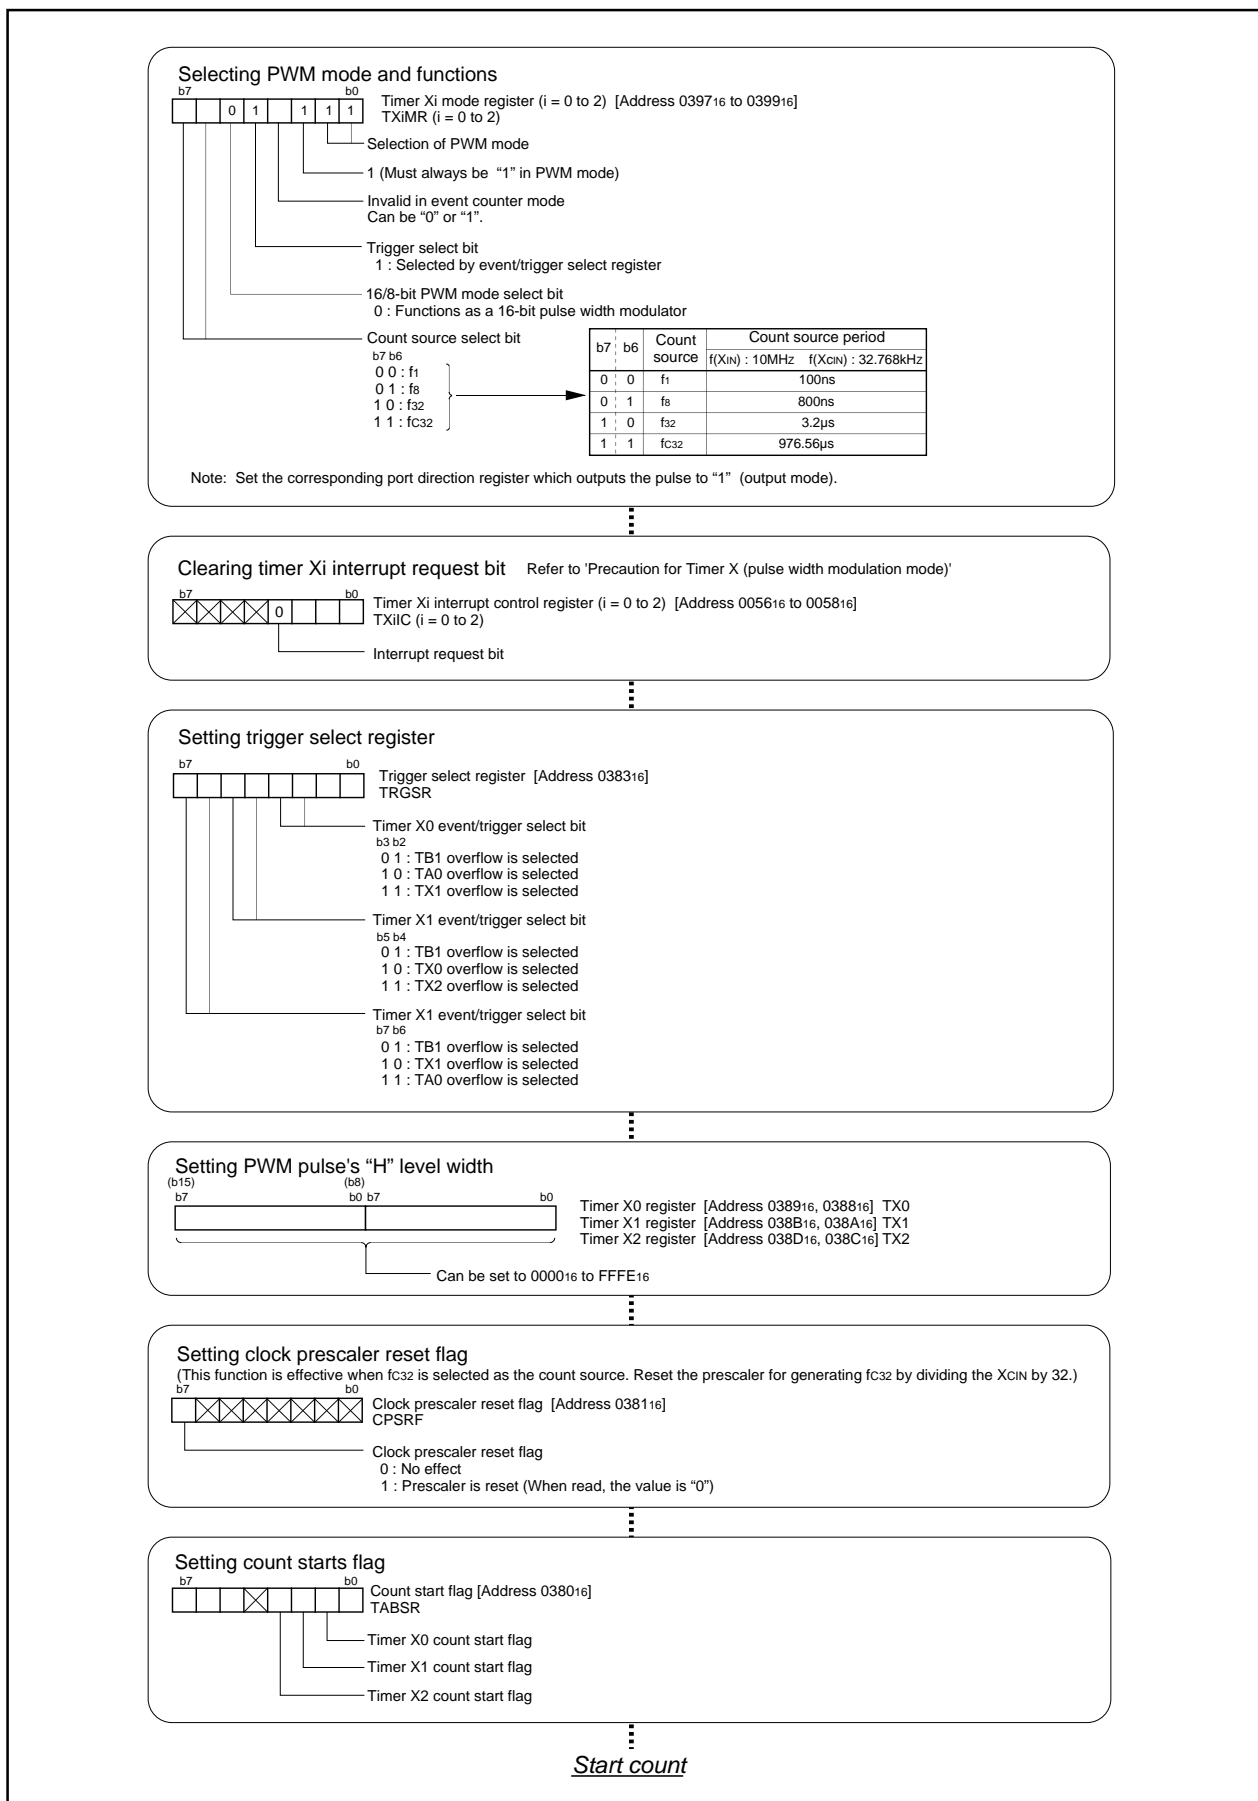 Selecting PWM mode and functions
b7 b0
0 1 1 1 1
Timer Xi mode register (i = 0 to 2) [Address 039716 to 039916]
TXiMR (i = 0 to 2)
Selection of PWM mode
1 (Must always be “1” in PWM mode)
Invalid in event counter mode
Can be “0” or “1”.
Trigger select bit
1 : Selected by event/trigger select register
16/8-bit PWM mode select bit
0 : Functions as a 16-bit pulse width modulator
Count source select bit
b7 b6
0 0 : f1
0 1 : f8
1 0 : f32
1 1 : fC32
b7 b6 Count source Count source period
f(XIN) : 10MHz f(XCIN) : 32.768kHz
0 0 f1 100ns
0 1 f8 800ns
1 0 f32 3.2µs
1 1 fC32 976.56µs
Note: Set the corresponding port direction register which outputs the pulse to “1” (output mode).
Clearing timer Xi interrupt request bit Refer to 'Precaution for Timer X (pulse width modulation mode)'
b7 b0
0
Timer Xi interrupt control register (i = 0 to 2) [Address 005616 to 005816]
TXiIC (i = 0 to 2)
Interrupt request bit
Setting trigger select register
b7 b0
Trigger select register [Address 038316]
TRGSR
Timer X0 event/trigger select bit
b3 b2
0 1 : TB1 overflow is selected
1 0 : TA0 overflow is selected
1 1 : TX1 overflow is selected
Timer X1 event/trigger select bit
b5 b4
0 1 : TB1 overflow is selected
1 0 : TX0 overflow is selected
1 1 : TX2 overflow is selected
Timer X1 event/trigger select bit
b7 b6
0 1 : TB1 overflow is selected
1 0 : TX1 overflow is selected
1 1 : TA0 overflow is selected
Setting PWM pulse's “H” level width
(b15) (b8)
b7 b0 b7 b0
Timer X0 register [Address 038916, 038816] TX0
Timer X1 register [Address 038B16, 038A16] TX1
Timer X2 register [Address 038D16, 038C16] TX2
Can be set to 000016 to FFFE16
Setting clock prescaler reset flag
(This function is effective when fC32 is selected as the count source. Reset the prescaler for generating fC32 by dividing the XCIN by 32.)
b7 b0
Clock prescaler reset flag [Address 038116]
CPSRF
Clock prescaler reset flag
0 : No effect
1 : Prescaler is reset (When read, the value is “0”)
Setting count starts flag
b7 b0
Count start flag [Address 038016]
TABSR
Timer X0 count start flag
Timer X1 count start flag
Timer X2 count start flag
Start count